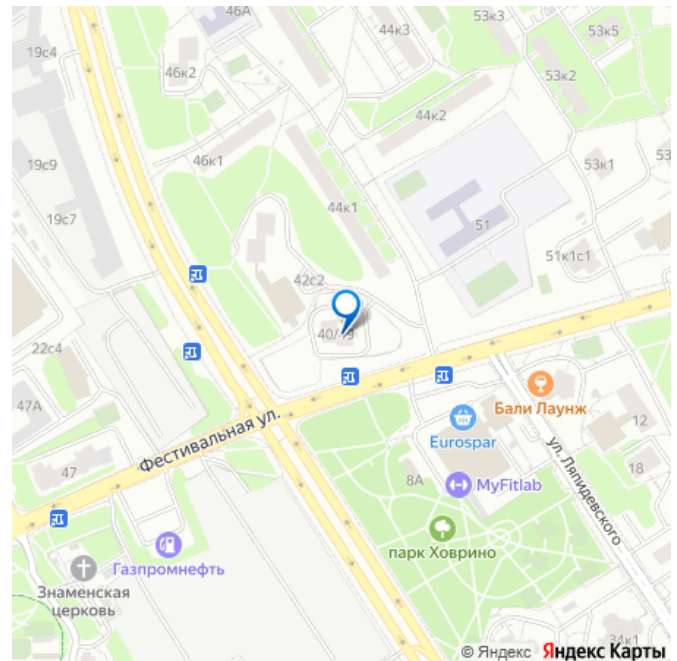 46А
44к3
53к3
53к5
19с4
46к2
53к2
44к2
19с9
46к1
53к1
53
44к1
19с7
51
51к1с1
42с2
40/49
22с4
Бали Лаунж
47А
Фестивальная ул.
Eurospar
12
ул. Ляпидевского
47
8А
MyFitlab
18
парк Ховрино
Газпромнефть
Знаменская
церковь
34к1
© Яндекс Яндекс Карты